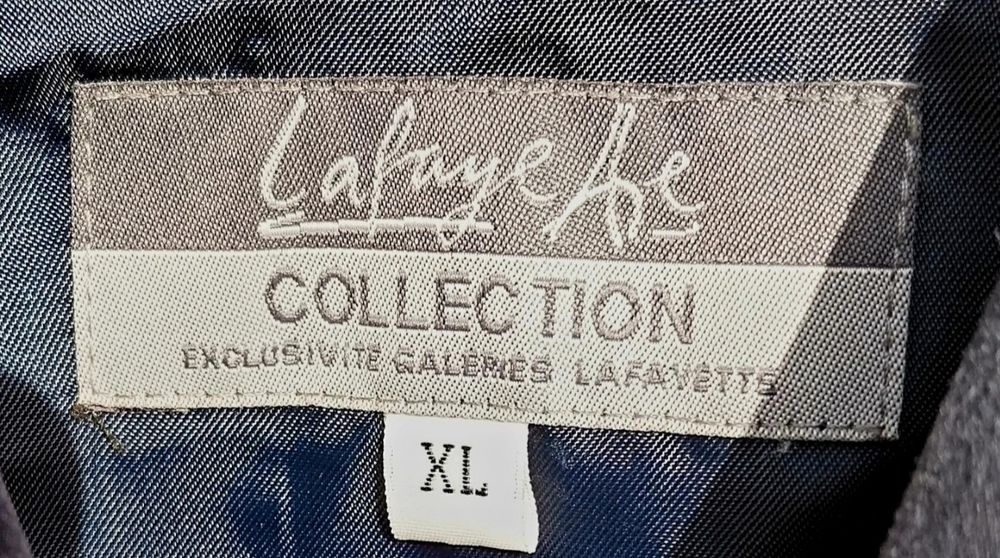 Lafayette
COLLECTION
EXCLUSIVITE GALERIES LAFAYETTE
XL